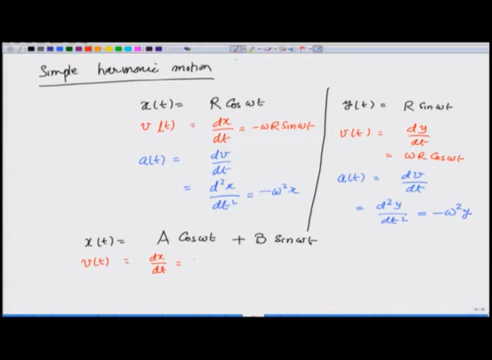 Simple harmonic motion
x(t) = R Cos ωt
v(t) = dx/dt = -ωR Sin ωt
a(t) = dv/dt
= d²x/dt² = -ω²x
y(t) = R Sin ωt
v(t) = dy/dt
= ωR Cos ωt
a(t) = dv/dt
= d²y/dt² = -ω²y
x(t) = A Cos ωt + B Sin ωt
v(t) = dx/dt =